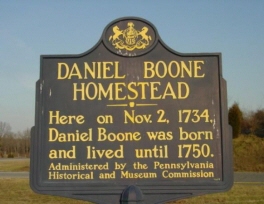 DANIEL BOONE
HOMESTEAD
Here on Nov. 2, 1734,
Daniel Boone was born
and lived until 1750.
Administered by the Pennsylvania
Historical and Museum Commission